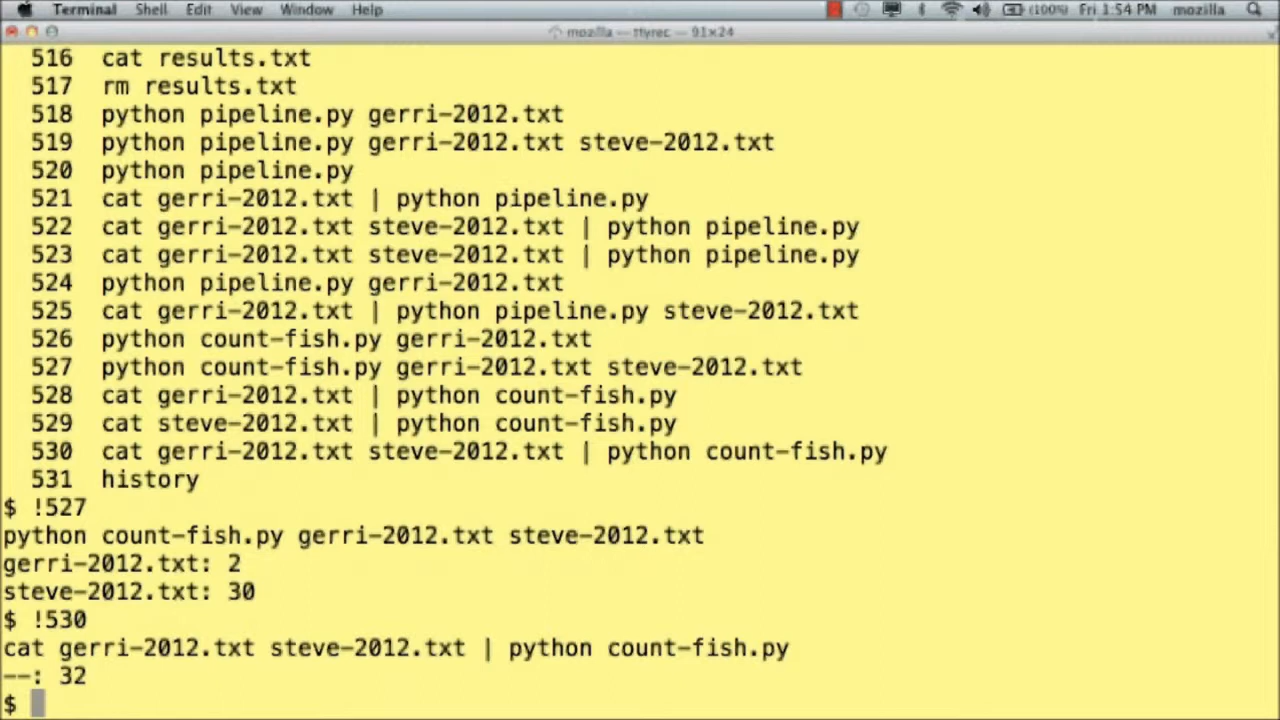 Terminal Shell Edit View Window Help (100%) Fri 1:54 PM mozilla
mozilla — ttyrec — 91×24
516 cat results.txt
517 rm results.txt
518 python pipeline.py gerri-2012.txt
519 python pipeline.py gerri-2012.txt steve-2012.txt
520 python pipeline.py
521 cat gerri-2012.txt | python pipeline.py
522 cat gerri-2012.txt steve-2012.txt | python pipeline.py
523 cat gerri-2012.txt steve-2012.txt | python pipeline.py
524 python pipeline.py gerri-2012.txt
525 cat gerri-2012.txt | python pipeline.py steve-2012.txt
526 python count-fish.py gerri-2012.txt
527 python count-fish.py gerri-2012.txt steve-2012.txt
528 cat gerri-2012.txt | python count-fish.py
529 cat steve-2012.txt | python count-fish.py
530 cat gerri-2012.txt steve-2012.txt | python count-fish.py
531 history
$ !527
python count-fish.py gerri-2012.txt steve-2012.txt
gerri-2012.txt: 2
steve-2012.txt: 30
$ !530
cat gerri-2012.txt steve-2012.txt | python count-fish.py
--: 32
$